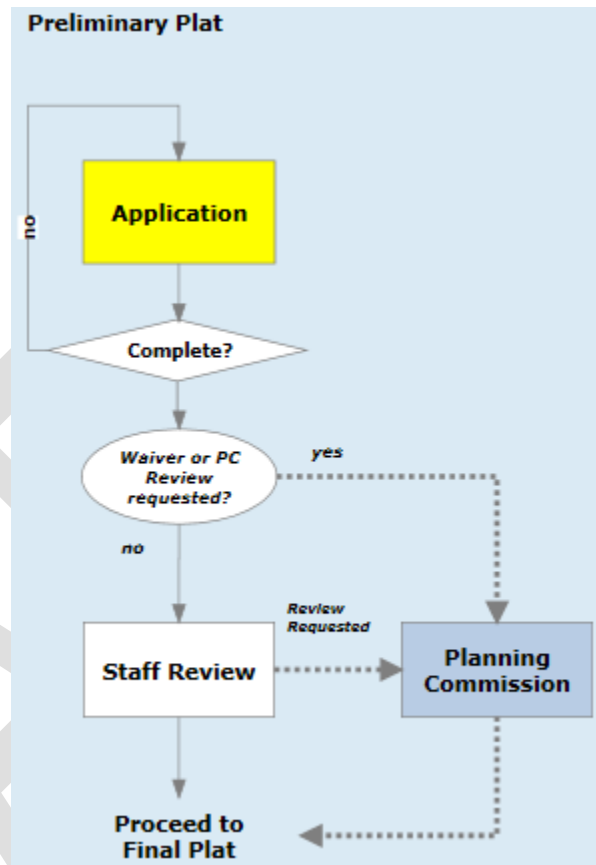 Preliminary Plat
Application
no
Complete?
Waiver or PC
Review
requested?
yes
no
Review
Requested
Staff Review
Planning
Commission
Proceed to
Final Plat